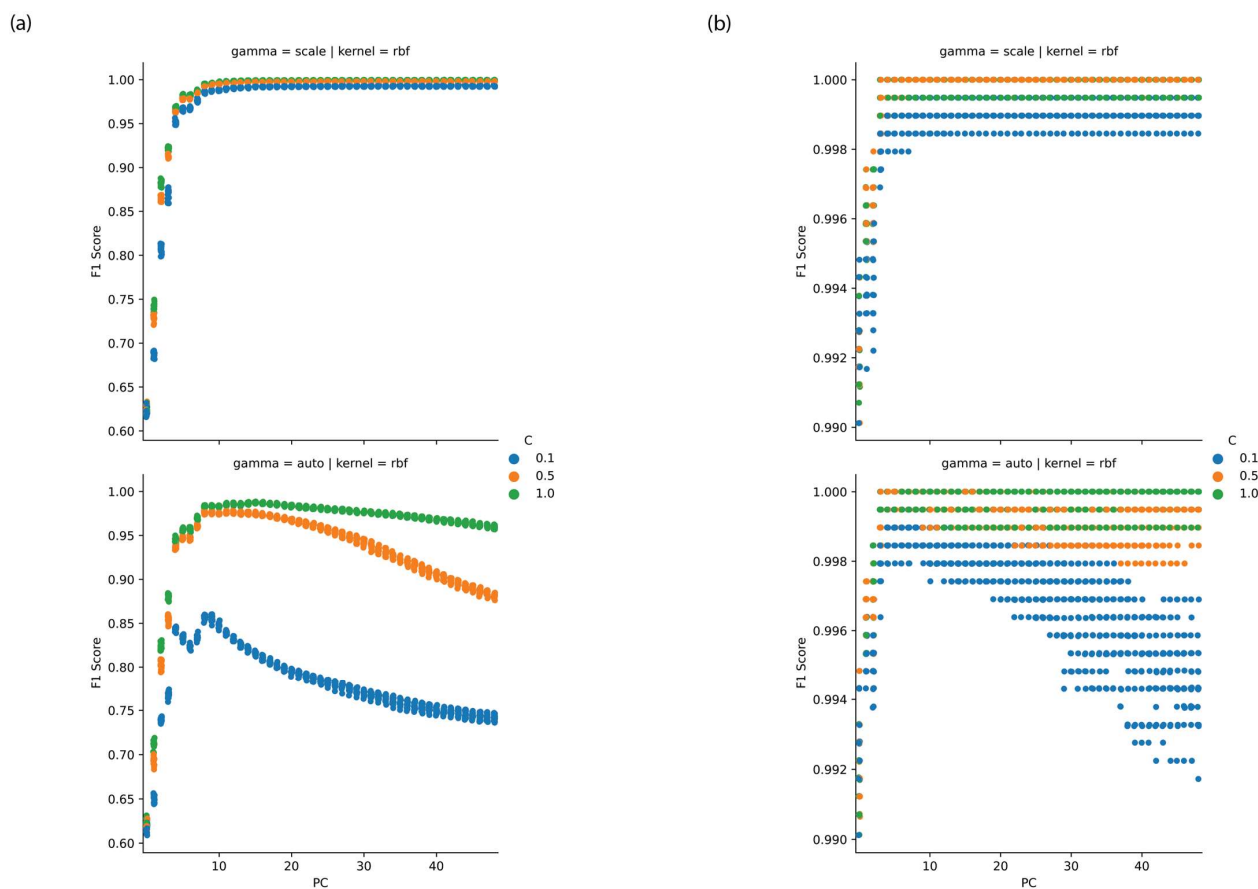 (a)
gamma = scale | kernel = rbf
1.00
0.95
0.90
0.85
0.80
0.75
0.70
0.65
0.60
F1 Score
gamma = auto | kernel = rbf
1.00
0.95
0.90
0.85
0.80
0.75
0.70
0.65
0.60
F1 Score
10 20 30 40
PC
C
0.1
0.5
1.0
(b)
gamma = scale | kernel = rbf
1.000
0.998
0.996
0.994
0.992
0.990
F1 Score
gamma = auto | kernel = rbf
1.000
0.998
0.996
0.994
0.992
0.990
F1 Score
10 20 30 40
PC
C
0.1
0.5
1.0